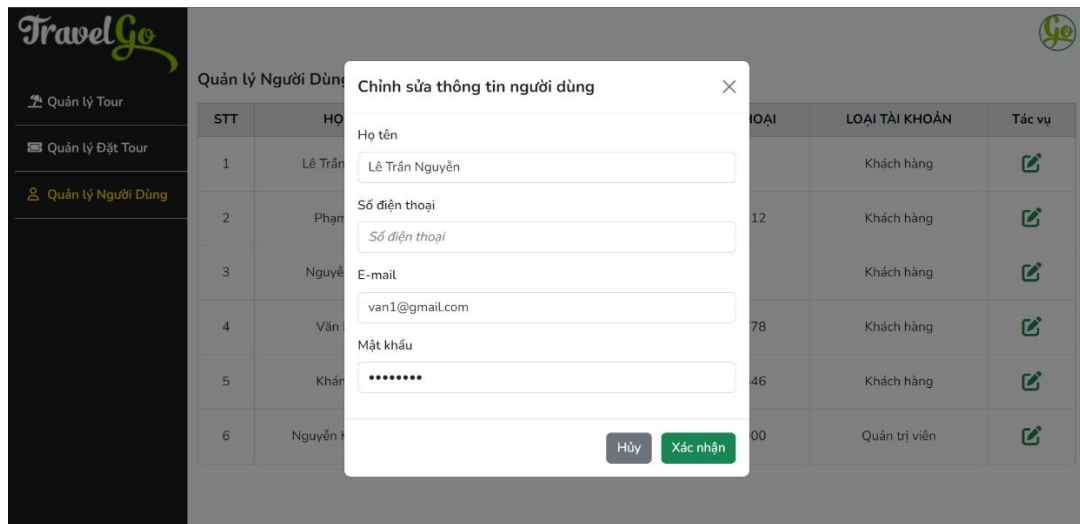 TravelGo
Go
Quản lý Tour
Quản lý Đặt Tour
Quản lý Người Dùng
Quản lý Người Dùng
STT HỌ LOẠI TÀI KHOẢN Tác vụ
1 Lê Trần Khách hàng
2 Phạm 12 Khách hàng
3 Nguyễ Khách hàng
4 Văn 78 Khách hàng
5 Khán 46 Khách hàng
6 Nguyễn 00 Quản trị viên
Chỉnh sửa thông tin người dùng
Họ tên
Lê Trần Nguyễn
Số điện thoại
Số điện thoại
E-mail
van1@gmail.com
Mật khẩu
••••••••
Hủy Xác nhận